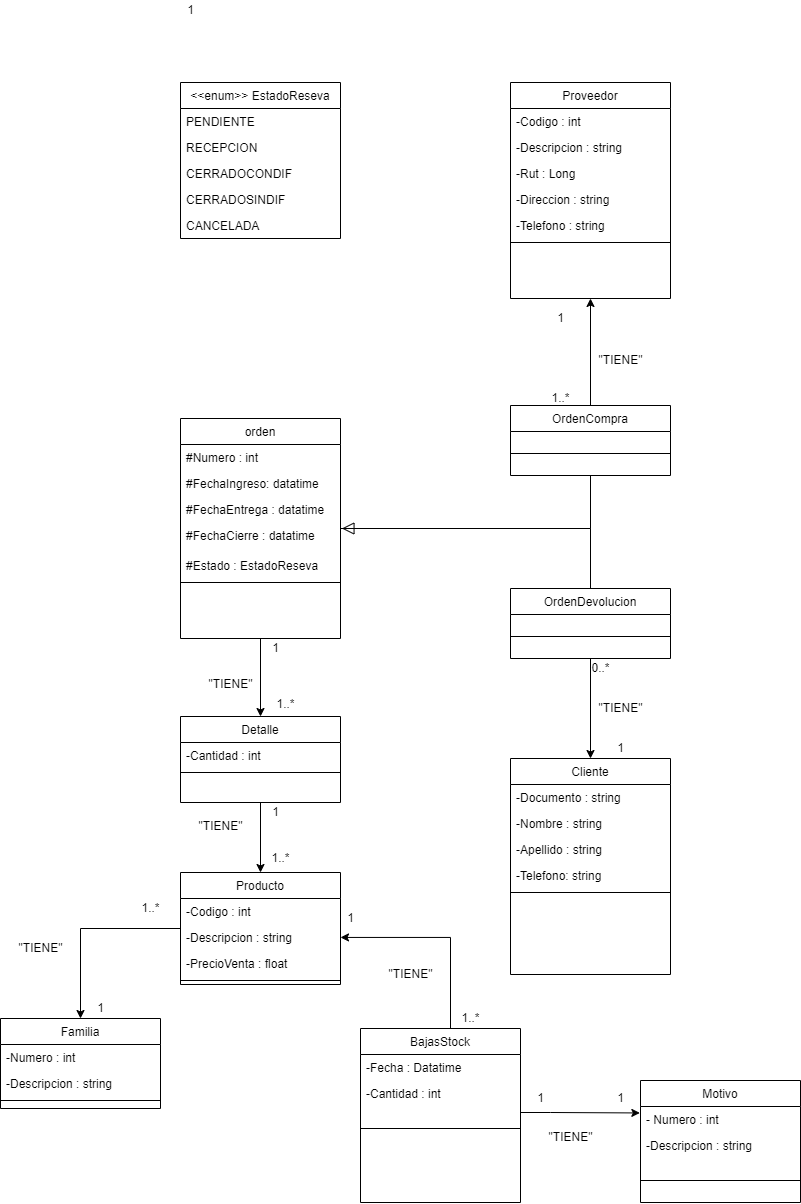 1
<<enum>> EstadoReseva
PENDIENTE
RECEPCION
CERRADOCONDIF
CERRADOSINDIF
CANCELADA
Proveedor
-Codigo : int
-Descripcion : string
-Rut : Long
-Direccion : string
-Telefono : string
1
"TIENE"
1..*
OrdenCompra
orden
#Numero : int
#FechaIngreso: datatime
#FechaEntrega : datatime
#FechaCierre : datatime
#Estado : EstadoReseva
OrdenDevolucion
0..*
"TIENE"
1
1
"TIENE"
1..*
Detalle
-Cantidad : int
Cliente
-Documento : string
-Nombre : string
-Apellido : string
-Telefono: string
1
"TIENE"
1..*
Producto
-Codigo : int
-Descripcion : string
-PrecioVenta : float
1..*
"TIENE"
1
Familia
-Numero : int
-Descripcion : string
1
"TIENE"
1..*
BajasStock
-Fecha : Datatime
-Cantidad : int
1
1
"TIENE"
Motivo
- Numero : int
-Descripcion : string